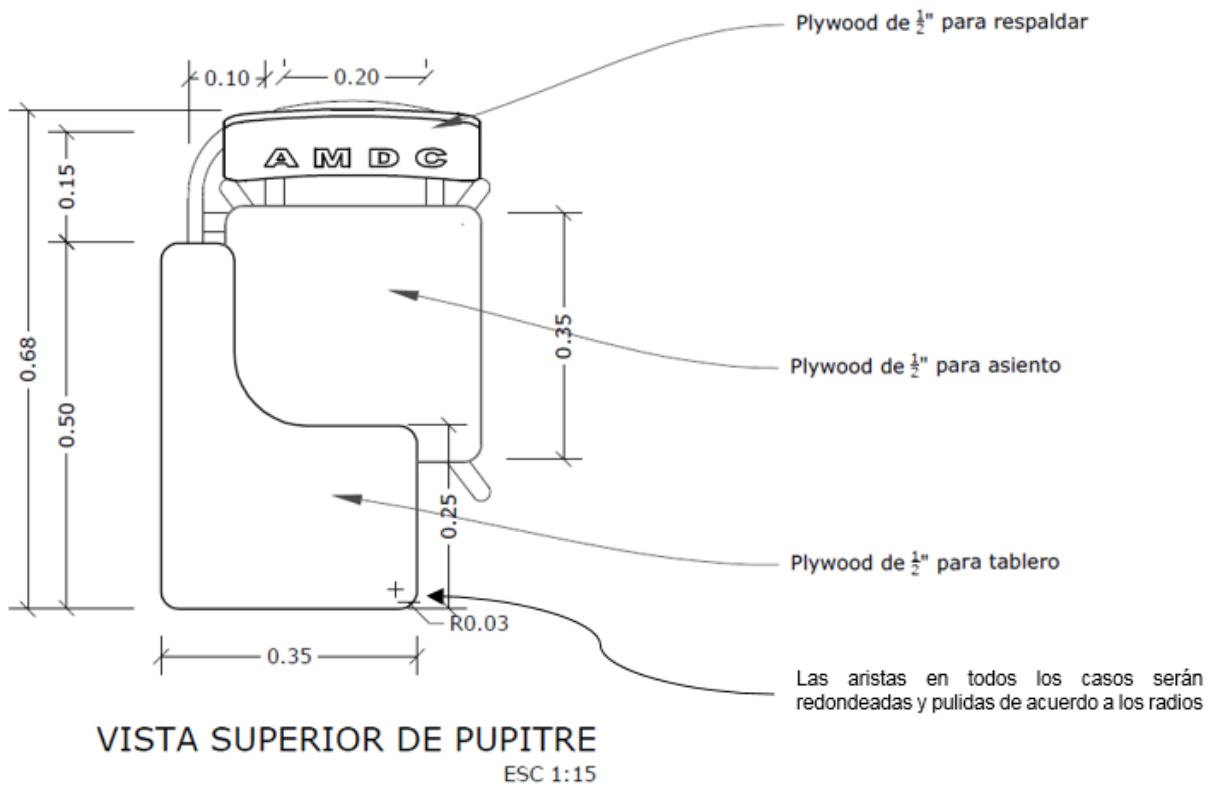 Plywood de ½" para respaldar
0.10
0.20
A M D C
0.15
0.68
0.50
0.35
Plywood de ½" para asiento
0.25
Plywood de ½" para tablero
R0.03
0.35
Las aristas en todos los casos serán
redondeadas y pulidas de acuerdo a los radios
VISTA SUPERIOR DE PUPITRE
ESC 1:15